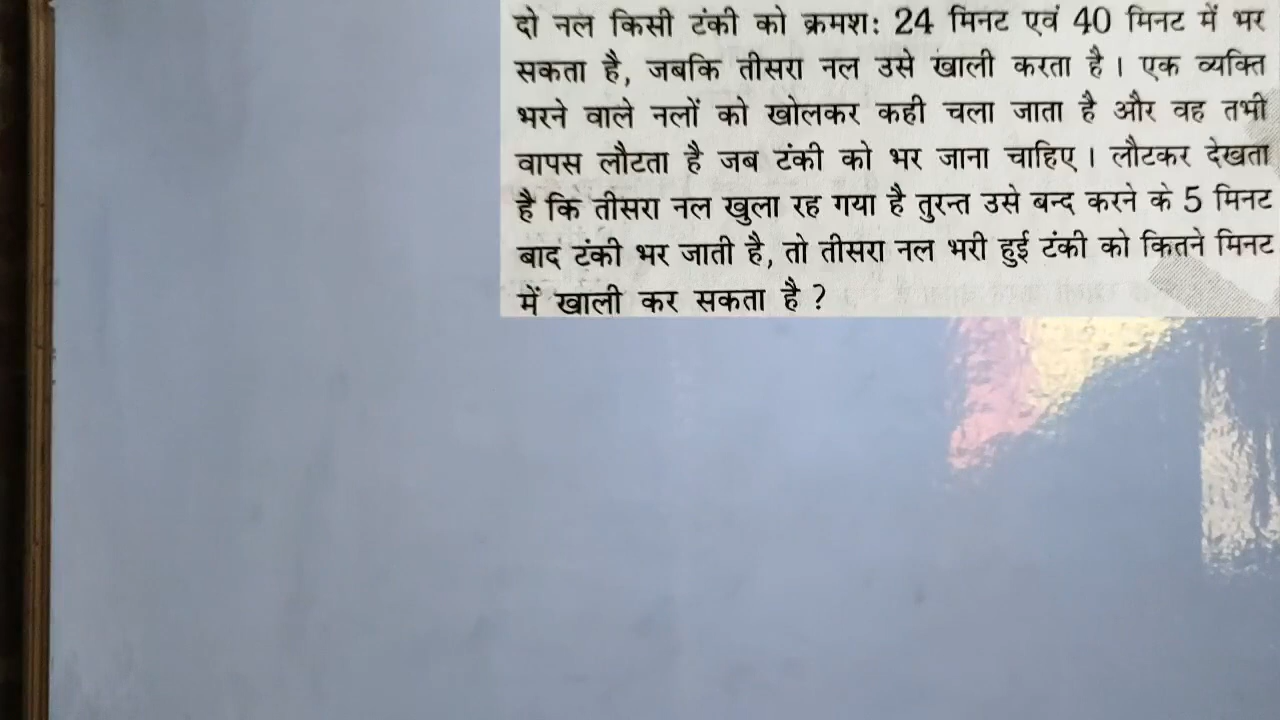 दो नल किसी टंकी को क्रमश: 24 मिनट एवं 40 मिनट में भर
सकता है, जबकि तीसरा नल उसे खाली करता है । एक व्यक्ति
भरने वाले नलों को खोलकर कही चला जाता है और वह तभी
वापस लौटता है जब टंकी को भर जाना चाहिए । लौटकर देखता
है कि तीसरा नल खुला रह गया है तुरन्त उसे बन्द करने के 5 मिनट
बाद टंकी भर जाती है, तो तीसरा नल भरी हुई टंकी को कितने मिनट
में खाली कर सकता है ?